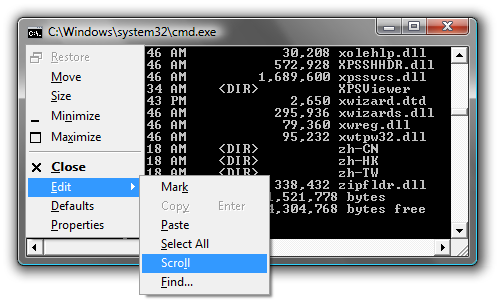 C:\Windows\system32\cmd.exe
Restore
Move
Size
Minimize
Maximize
Close
Edit
Defaults
Properties
46 AM 30,208 xolehlp.dll
46 AM 572,928 XPSSHHDR.dll
46 AM 1,689,600 xpssvcs.dll
34 AM <DIR> XPSViewer
43 PM 2,650 xwizard.dtd
46 AM 295,936 xwizards.dll
46 AM 79,360 xwreg.dll
46 AM 95,232 xwtpw32.dll
18 AM <DIR> zh-CN
18 AM <DIR> zh-HK
18 AM <DIR> zh-TW
338,432 zipfldr.dll
1,521,778 bytes
4,304,768 bytes free
Mark
Copy Enter
Paste
Select All
Scroll
Find...